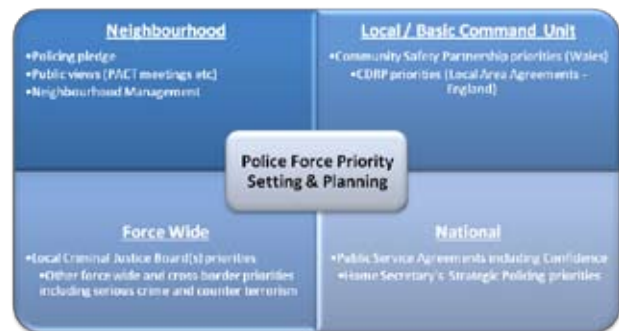 Neighbourhood
•Policing pledge
•Public views (PACT meetings etc)
•Neighbourhood Management
Local / Basic Command Unit
•Community Safety Partnership priorities (Wales)
•CDRP priorities (Local Area Agreements -
England)
Police Force Priority
Setting & Planning
Force Wide
•Local Criminal Justice Board(s) priorities
•Other force wide and cross border priorities
including serious crime and counter terrorism
National
•Public Service Agreements including Confidence
•Home Secretary's Strategic Policing priorities